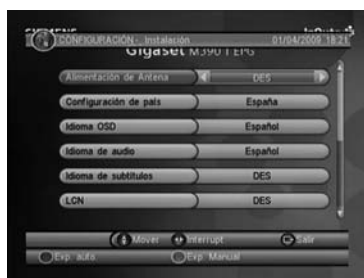 CONFIGURACIÓN - Instalación 01/04/2009 18:21
Gigaset M390 T EPG
Alimentación de Antena DES
Configuración de país España
Idioma OSD Español
Idioma de audio Español
Idioma de subtítulos DES
LCN DES
Mover Interrupt. Salir
Exp. auto. Exp. Manual